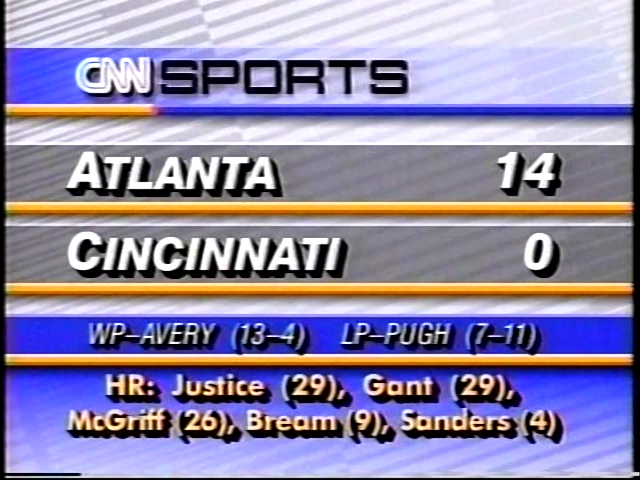 CNN SPORTS
ATLANTA 14
CINCINNATI 0
WP-AVERY (13-4) LP-PUGH (7-11)
HR: Justice (29), Gant (29),
McGriff (26), Bream (9), Sanders (4)